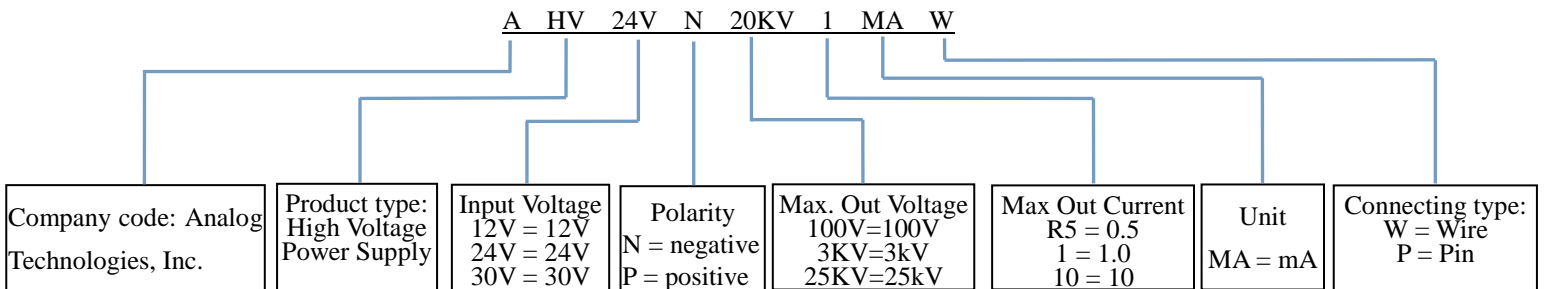 A HV 24V N 20KV 1 MA W
Company code: Analog
Technologies, Inc.
Product type:
High Voltage
Power Supply
Input Voltage
12V = 12V
24V = 24V
30V = 30V
Polarity
N = negative
P = positive
Max. Out Voltage
100V=100V
3KV=3kV
25KV=25kV
Max Out Current
R5 = 0.5
1 = 1.0
10 = 10
Unit
MA = mA
Connecting type:
W = Wire
P = Pin